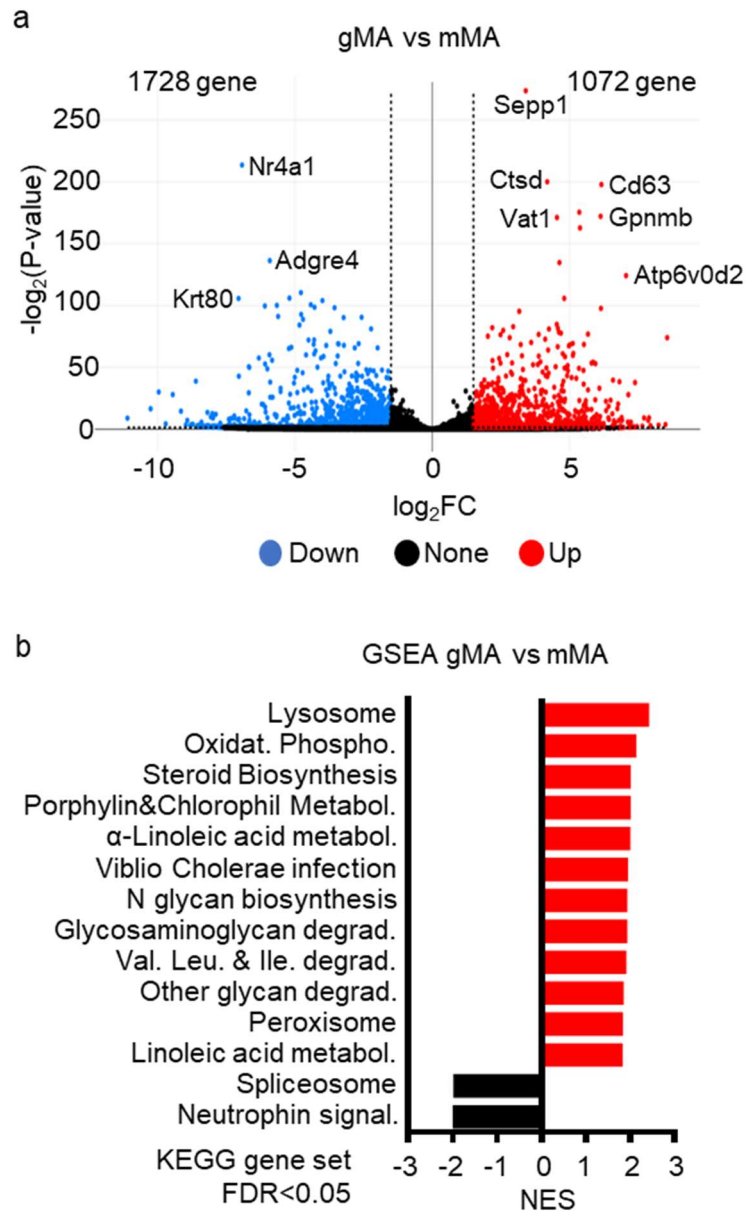 a
gMA vs mMA
1728 gene
1072 gene
Sepp1
Nr4a1
Ctsd
Cd63
Vat1
Gpnmb
Adgre4
Atp6v0d2
Krt80
-log₂(P-value)
250
200
150
100
50
0
-10
-5
0
5
log₂FC
Down
None
Up
b
GSEA gMA vs mMA
Lysosome
Oxidat. Phospho.
Steroid Biosynthesis
Porphylin&Chlorophil Metabol.
α-Linoleic acid metabol.
Viblio Cholerae infection
N glycan biosynthesis
Glycosaminoglycan degrad.
Val. Leu. & Ile. degrad.
Other glycan degrad.
Peroxisome
Linoleic acid metabol.
Spliceosome
Neutrophin signal.
-3 -2 -1 0 1 2 3
KEGG gene set
FDR<0.05
NES